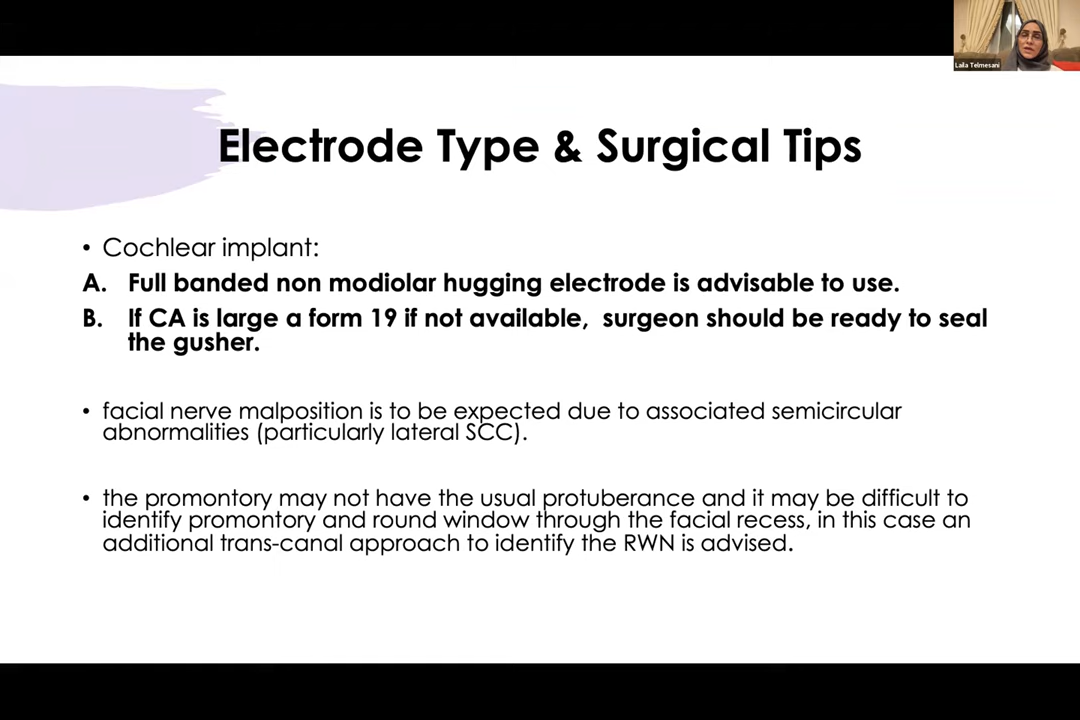 Laila Telmesani
Electrode Type & Surgical Tips
• Cochlear implant:
A. Full banded non modiolar hugging electrode is advisable to use.
B. If CA is large a form 19 if not available, surgeon should be ready to seal
the gusher.
• facial nerve malposition is to be expected due to associated semicircular
abnormalities (particularly lateral SCC).
• the promontory may not have the usual protuberance and it may be difficult to
identify promontory and round window through the facial recess, in this case an
additional trans-canal approach to identify the RWN is advised.